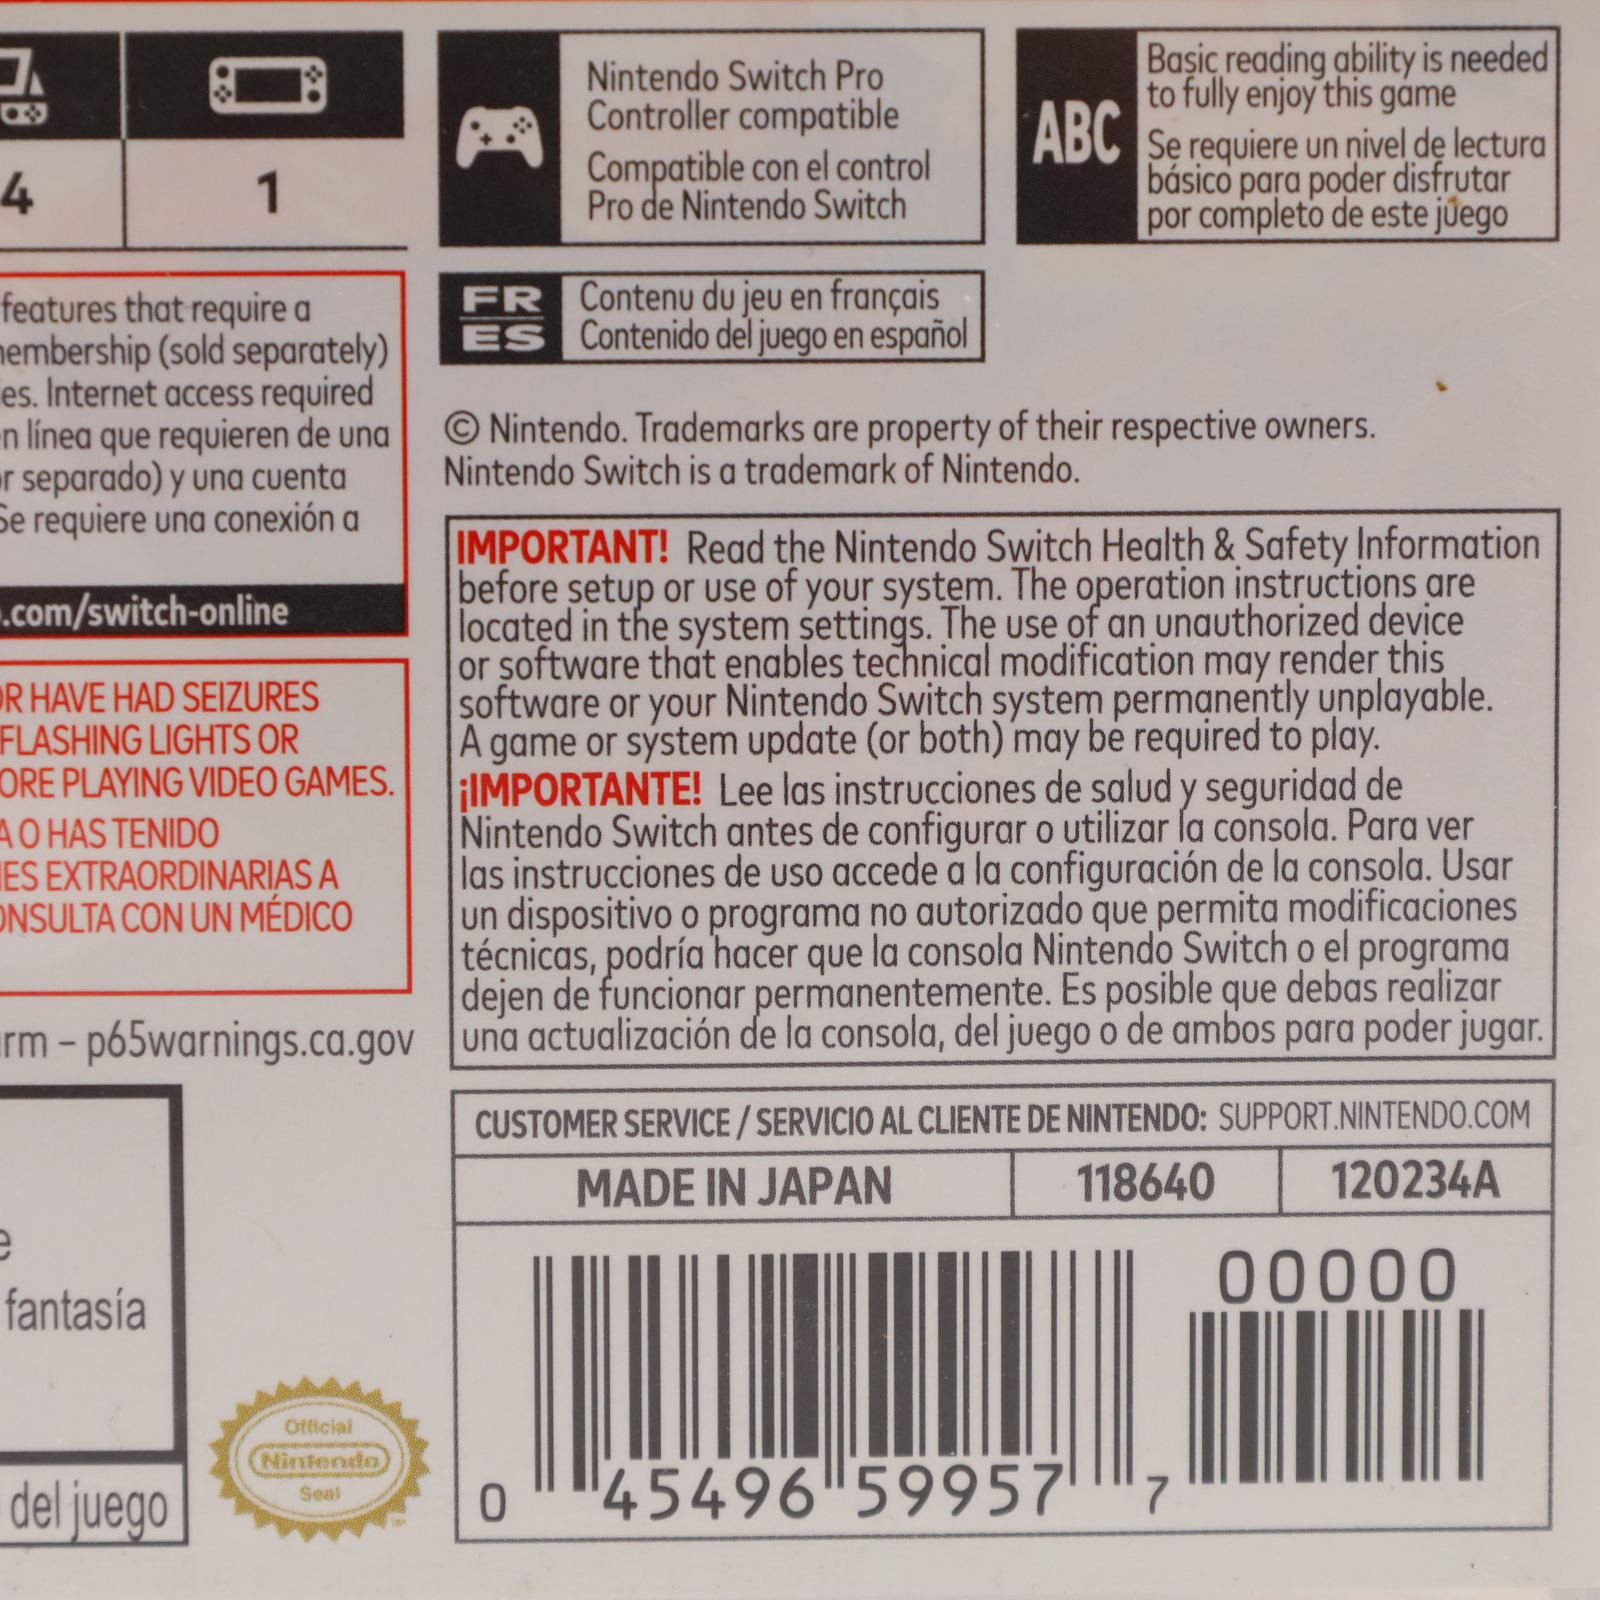 4
1
Nintendo Switch Pro
Controller compatible
Compatible con el control
Pro de Nintendo Switch
ABC
Basic reading ability is needed
to fully enjoy this game
Se requiere un nivel de lectura
básico para poder disfrutar
por completo de este juego
FR
ES
Contenu du jeu en français
Contenido del juego en español
features that require a
membership (sold separately)
es. Internet access required
n línea que requieren de una
or separado) y una cuenta
Se requiere una conexión a
.com/switch-online
OR HAVE HAD SEIZURES
FLASHING LIGHTS OR
ORE PLAYING VIDEO GAMES.
A O HAS TENIDO
NES EXTRAORDINARIAS A
ONSULTA CON UN MÉDICO
arm – p65warnings.ca.gov
e
fantasía
del juego
Official
Nintendo
Seal
© Nintendo. Trademarks are property of their respective owners.
Nintendo Switch is a trademark of Nintendo.
IMPORTANT! Read the Nintendo Switch Health & Safety Information
before setup or use of your system. The operation instructions are
located in the system settings. The use of an unauthorized device
or software that enables technical modification may render this
software or your Nintendo Switch system permanently unplayable.
A game or system update (or both) may be required to play.
¡IMPORTANTE! Lee las instrucciones de salud y seguridad de
Nintendo Switch antes de configurar o utilizar la consola. Para ver
las instrucciones de uso accede a la configuración de la consola. Usar
un dispositivo o programa no autorizado que permita modificaciones
técnicas, podría hacer que la consola Nintendo Switch o el programa
dejen de funcionar permanentemente. Es posible que debas realizar
una actualización de la consola, del juego o de ambos para poder jugar.
CUSTOMER SERVICE / SERVICIO AL CLIENTE DE NINTENDO: SUPPORT.NINTENDO.COM
MADE IN JAPAN 118640 120234A
00000
0 45496 59957 7